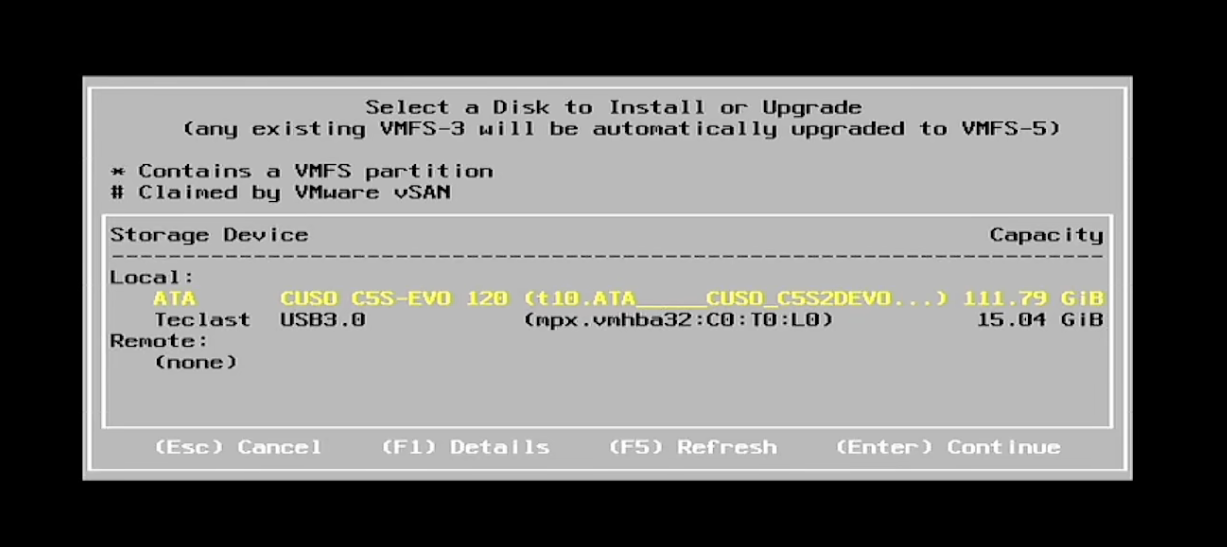 Select a Disk to Install or Upgrade
(any existing VMFS-3 will be automatically upgraded to VMFS-5)
* Contains a VMFS partition
# Claimed by VMware vSAN
Storage Device Capacity
--------------------------------------------------------------
Local:
ATA CUSO C5S-EVO 120 (t10.ATA_____CUSO_C5S2DEVO...) 111.79 GiB
Teclast USB3.0 (mpx.vmhba32:C0:T0:L0) 15.04 GiB
Remote:
(none)
(Esc) Cancel (F1) Details (F5) Refresh (Enter) Continue